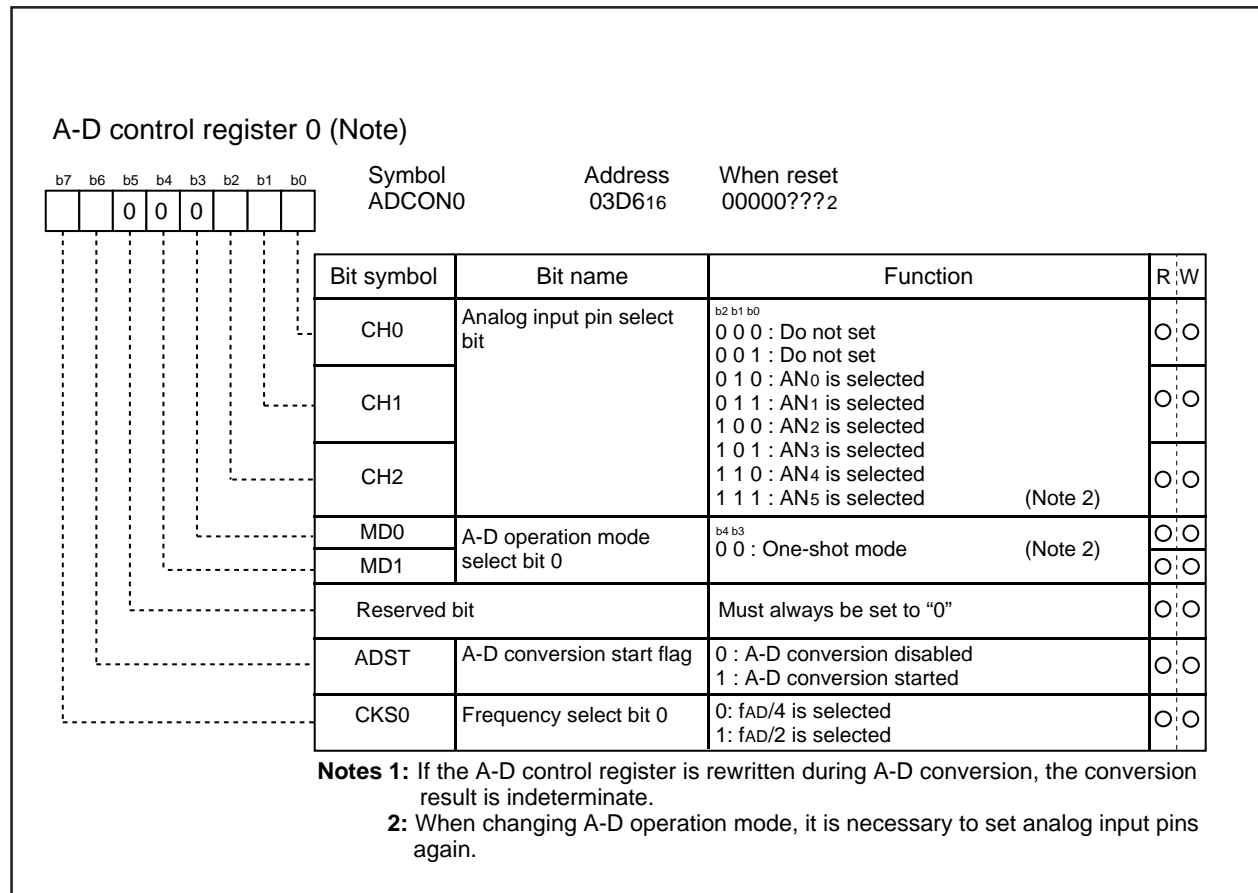 A-D control register 0 (Note)
b7 b6 b5 b4 b3 b2 b1 b0
0 0 0
Symbol Address When reset
ADCON0 03D616 00000???2
Bit symbol Bit name Function R W
CH0 Analog input pin select bit
b2 b1 b0
0 0 0 : Do not set
0 0 1 : Do not set
0 1 0 : AN0 is selected
CH1
0 1 1 : AN1 is selected
1 0 0 : AN2 is selected
1 0 1 : AN3 is selected
CH2
1 1 0 : AN4 is selected
1 1 1 : AN5 is selected (Note 2)
MD0 A-D operation mode
MD1 select bit 0
b4 b3
0 0 : One-shot mode (Note 2)
Reserved bit Must always be set to “0”
ADST A-D conversion start flag 0 : A-D conversion disabled
1 : A-D conversion started
CKS0 Frequency select bit 0 0: fAD/4 is selected
1: fAD/2 is selected
Notes 1: If the A-D control register is rewritten during A-D conversion, the conversion
result is indeterminate.
2: When changing A-D operation mode, it is necessary to set analog input pins
again.